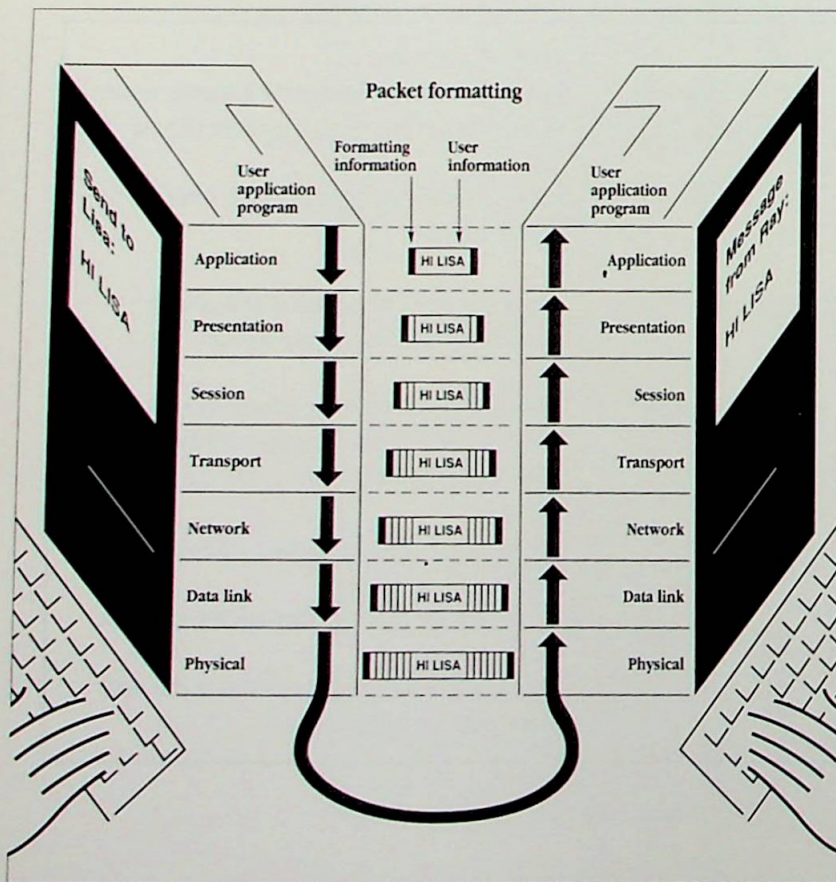 Packet formatting
Formatting
information
User
information
User
application
program
User
application
program
Send to
Lisa:
HI LISA
Message
from Ray:
HI LISA
Application
HI LISA
Application
Presentation
HI LISA
Presentation
Session
HI LISA
Session
Transport
HI LISA
Transport
Network
HI LISA
Network
Data link
HI LISA
Data link
Physical
HI LISA
Physical